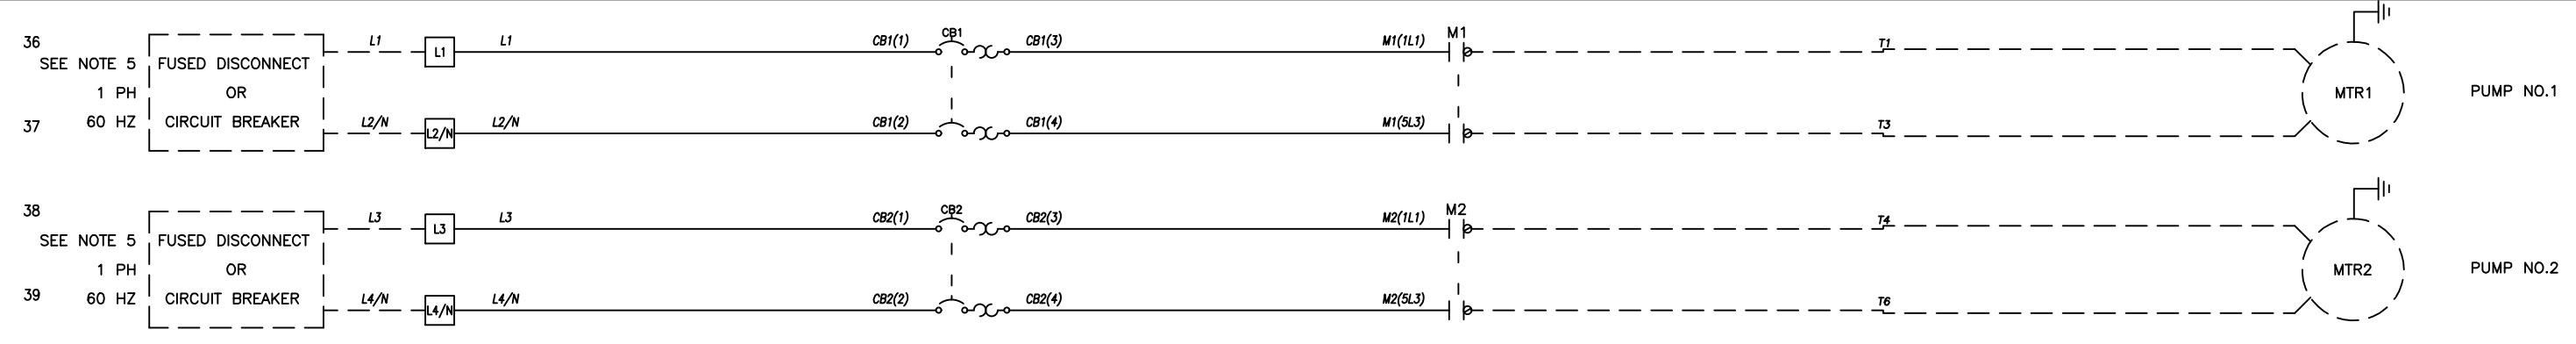 36 L1 L1 L1 CB1(1) CB1 CB1(3) M1(1L1) M1 T1
SEE NOTE 5 FUSED DISCONNECT
1 PH OR MTR1 PUMP NO.1
60 HZ CIRCUIT BREAKER
37 L2/N L2/N L2/N CB1(2) CB1(4) M1(5L3) T3
38 L3 L3 L3 CB2(1) CB2 CB2(3) M2(1L1) M2 T4
SEE NOTE 5 FUSED DISCONNECT
1 PH OR MTR2 PUMP NO.2
60 HZ CIRCUIT BREAKER
39 L4/N L4/N L4/N CB2(2) CB2(4) M2(5L3) T6